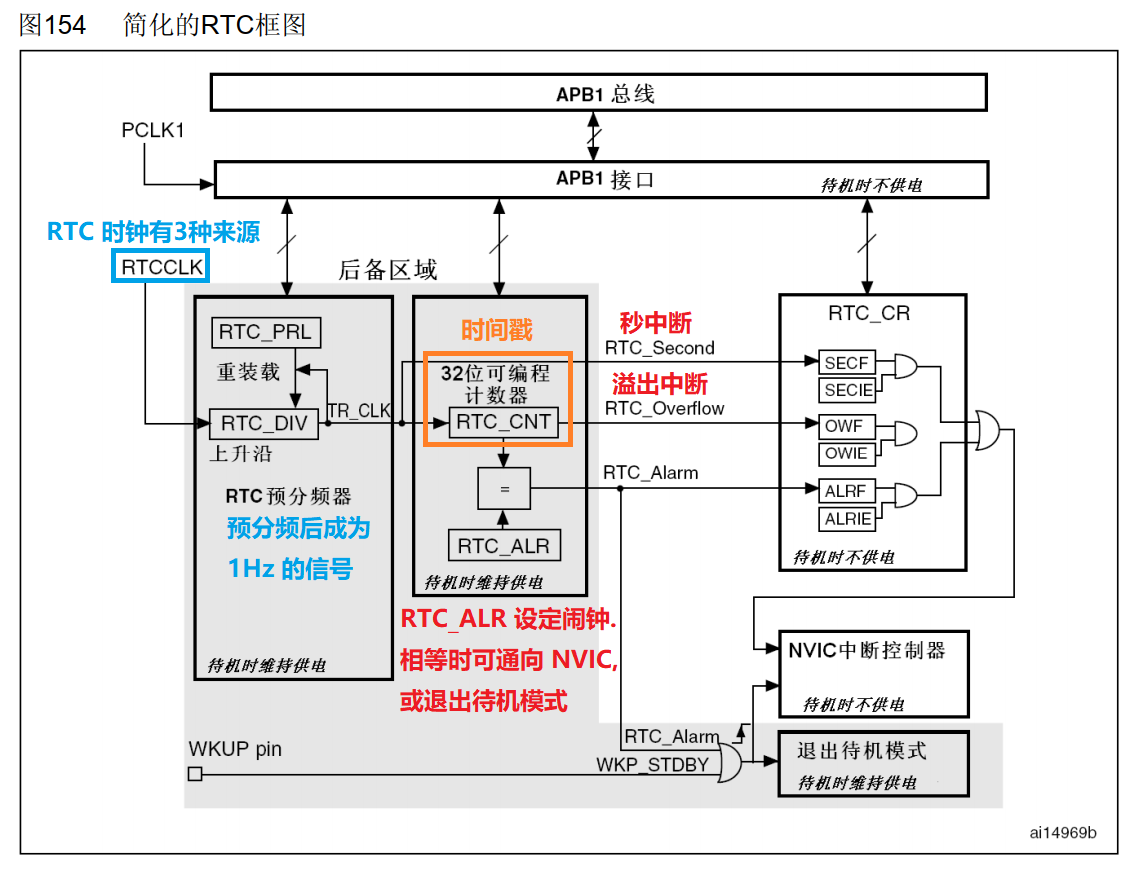 图154 简化的RTC框图
APB1 总线
PCLK1
APB1 接口
待机时不供电
RTC 时钟有3种来源
RTCCLK
后备区域
RTC_PRL
重装载
RTC_DIV
上升沿
TR_CLK
RTC预分频器
预分频后成为
1Hz 的信号
待机时维持供电
时间戳
32位可编程
计数器
RTC_CNT
=
RTC_ALR
待机时维持供电
RTC_ALR 设定闹钟.
相等时可通向 NVIC,
或退出待机模式
秒中断
RTC_Second
溢出中断
RTC_Overflow
RTC_Alarm
RTC_CR
SECF
SECIE
OWF
OWIE
ALRF
ALRIE
待机时不供电
NVIC中断控制器
待机时不供电
WKUP pin
RTC_Alarm
WKP_STDBY
退出待机模式
待机时维持供电
ai14969b